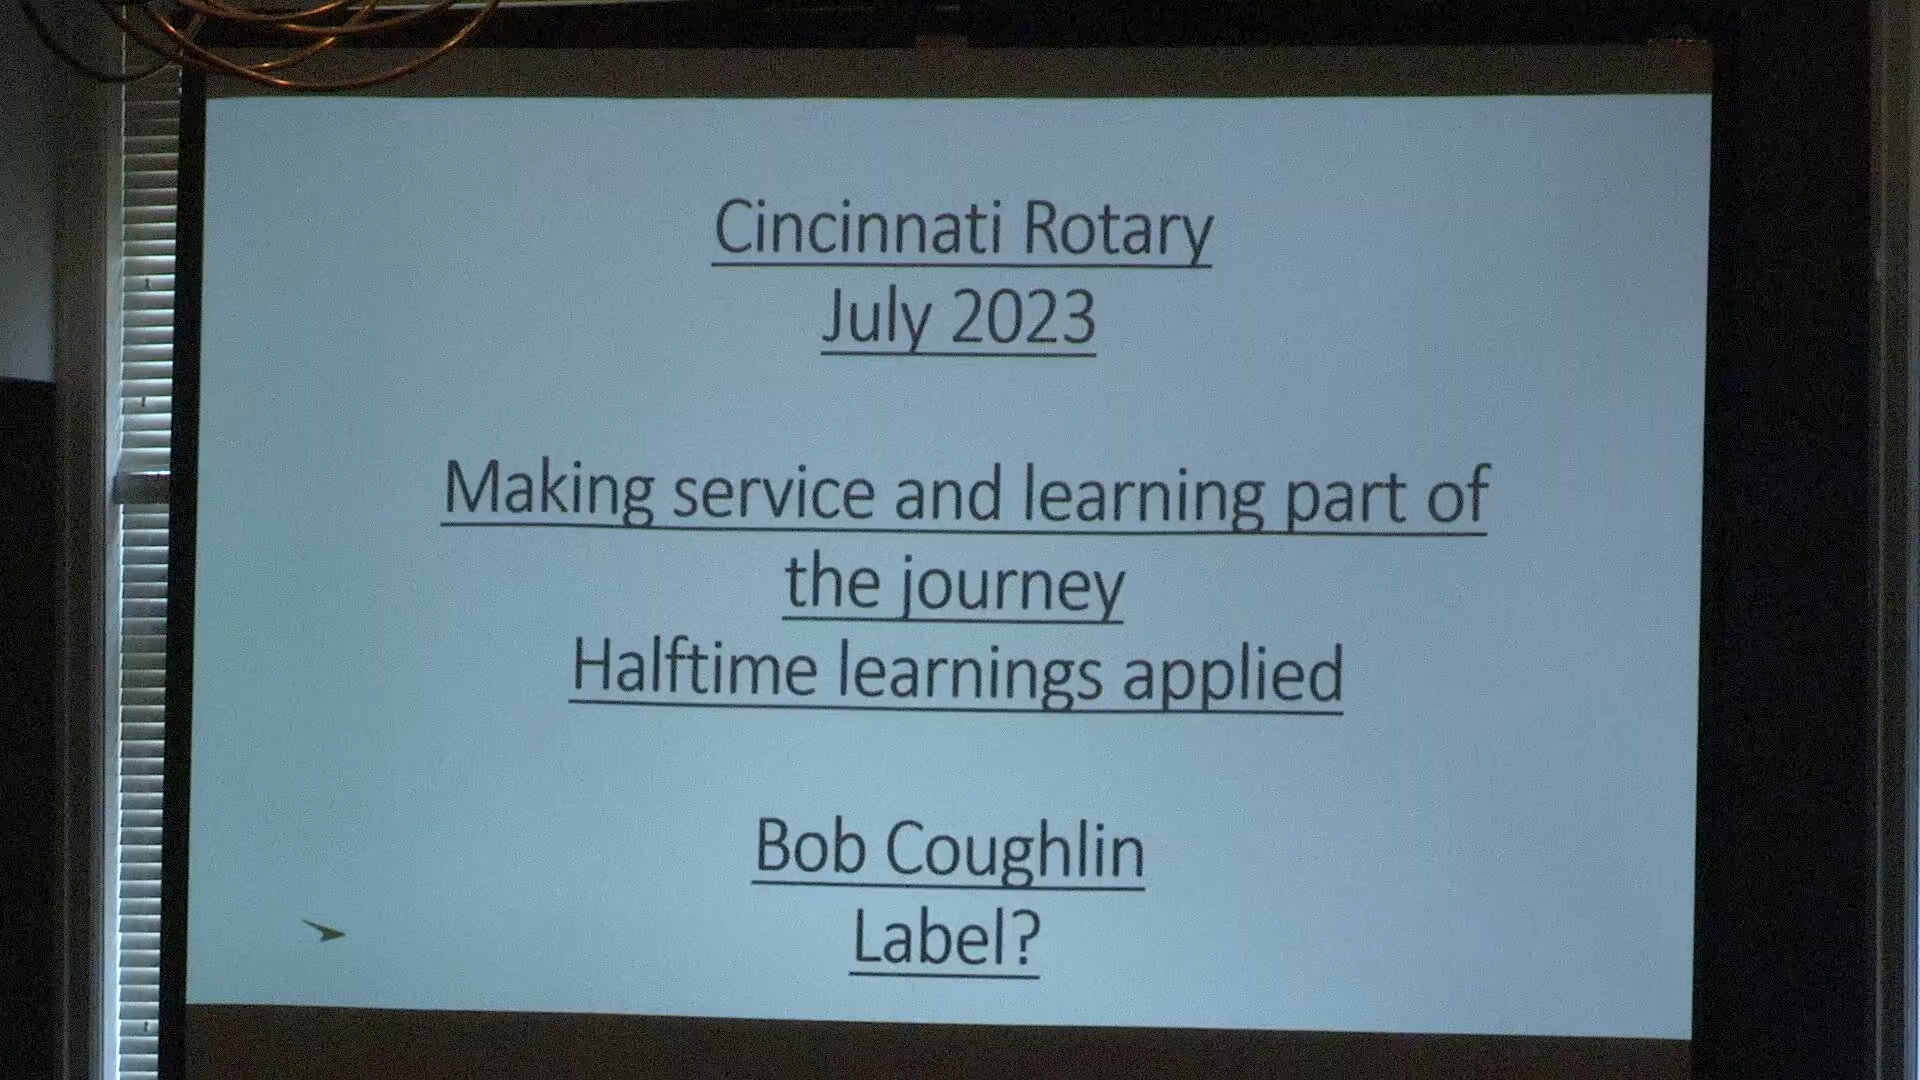 Cincinnati Rotary
July 2023
Making service and learning part of
the journey
Halftime learnings applied
Bob Coughlin
Label?